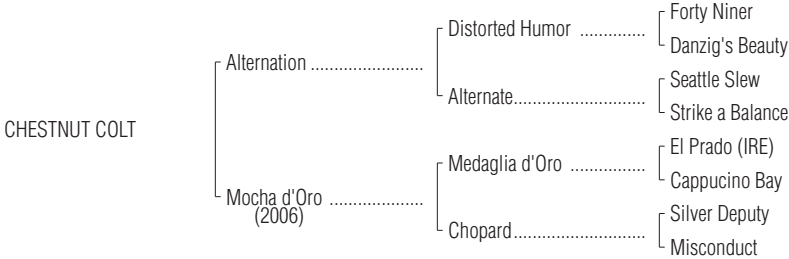 Forty Niner
Distorted Humor ..............
Danzig's Beauty
Alternation ........................
Seattle Slew
Alternate............................
Strike a Balance
CHESTNUT COLT
El Prado (IRE)
Medaglia d'Oro ................
Cappucino Bay
Mocha d'Oro ....................
(2006)
Silver Deputy
Chopard............................
Misconduct